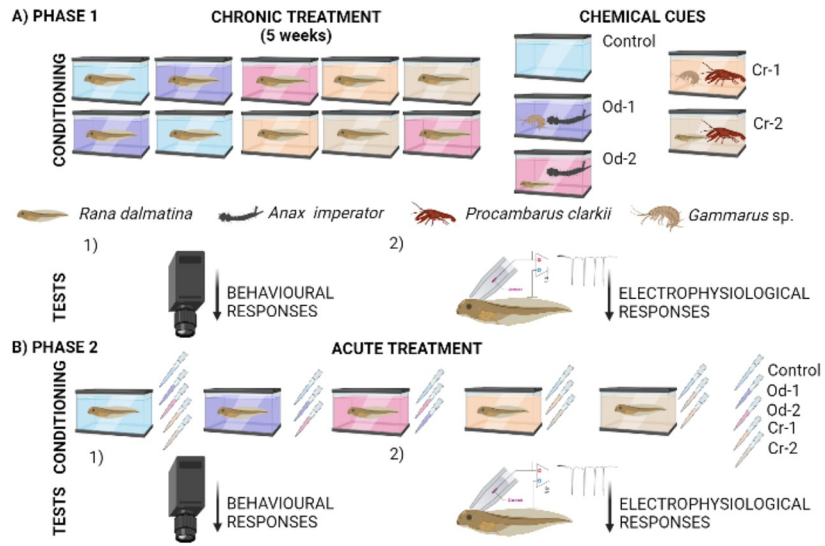 A) PHASE 1
CHRONIC TREATMENT
(5 weeks)
CHEMICAL CUES
CONDITIONING
Control
Od-1
Od-2
Cr-1
Cr-2
Rana dalmatina
Anax imperator
Procambarus clarkii
Gammarus sp.
1)
2)
TESTS
BEHAVIOURAL
RESPONSES
ELECTROPHYSIOLOGICAL
RESPONSES
B) PHASE 2
ACUTE TREATMENT
CONDITIONING
Control
Od-1
Od-2
Cr-1
Cr-2
1)
2)
TESTS
BEHAVIOURAL
RESPONSES
ELECTROPHYSIOLOGICAL
RESPONSES